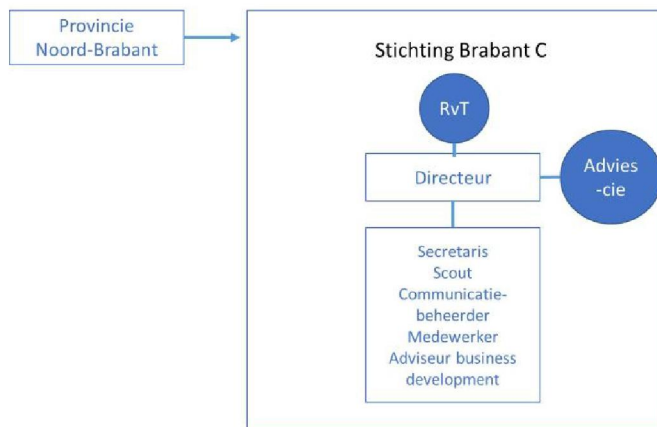 Provincie
Noord-Brabant
Stichting Brabant C
RvT
Directeur
Advies
-cie
Secretaris
Scout
Communicatie-
beheerder
Medewerker
Adviseur business
development